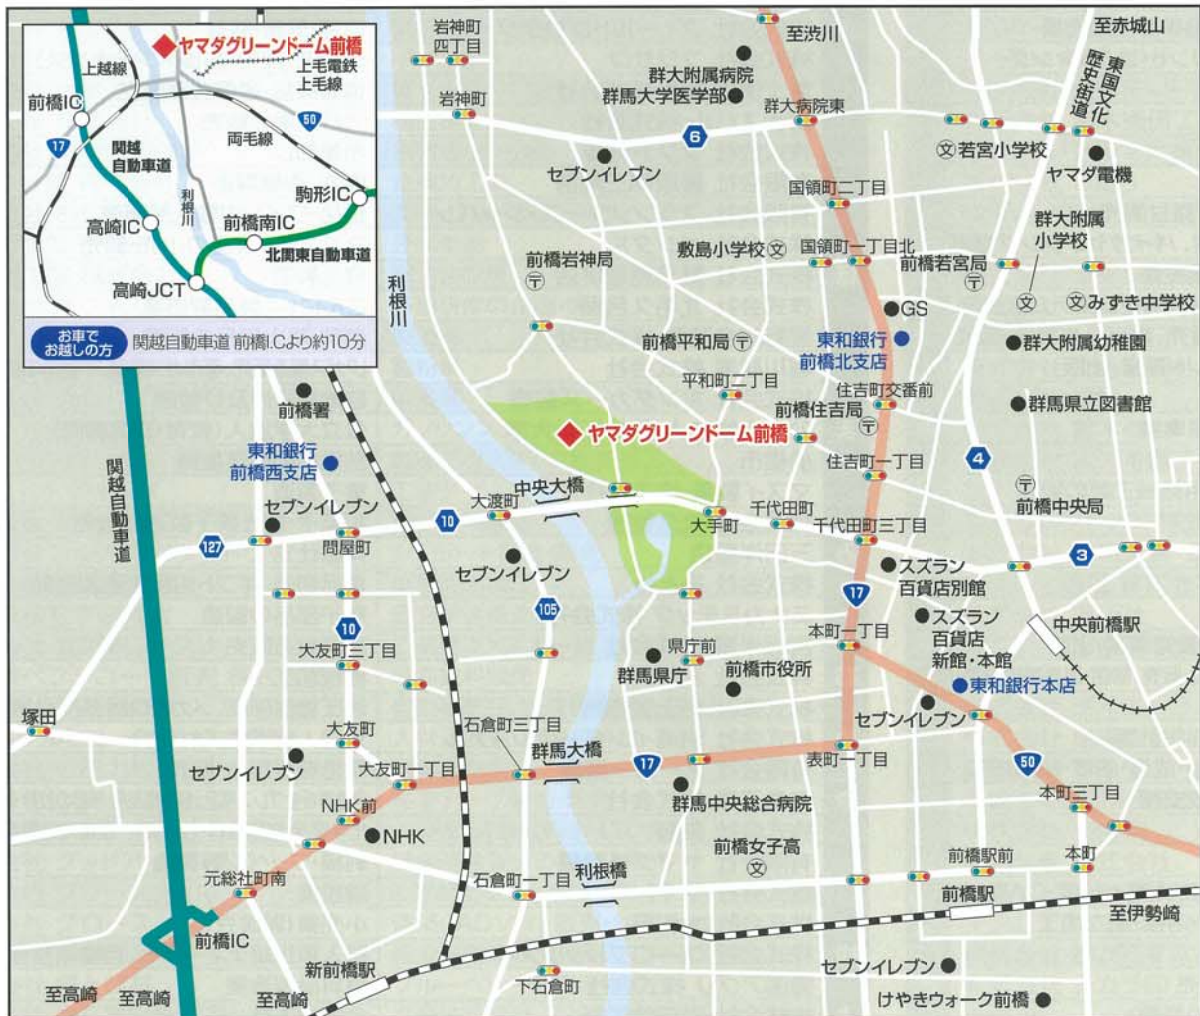 ヤマダグリーンドーム前橋
上越線
上毛電鉄
上毛線
前橋IC
50
17
両毛線
関越
自動車道
駒形IC
利根川
高崎IC
前橋南IC
北関東自動車道
高崎JCT
お車で
お越しの方
関越自動車道 前橋I.Cより約10分
至渋川
至赤城山
岩神町
四丁目
群大附属病院
群馬大学医学部
東国文化
歴史街道
岩神町
群大病院東
6
文若宮小学校
セブンイレブン
ヤマダ電機
国領町二丁目
群大附属
小学校
敷島小学校文
国領町一丁目北
前橋岩神局
〒
前橋若宮局
〒
利根川
文
文みずき中学校
GS
東和銀行
前橋北支店
前橋平和局〒
群大附属幼稚園
平和町二丁目
住吉町交番前
前橋署
前橋住吉局
〒
群馬県立図書館
ヤマダグリーンドーム前橋
東和銀行
前橋西支店
住吉町一丁目
4
関越自動車道
〒
前橋中央局
中央大橋
大渡町
セブンイレブン
千代田町
大手町
千代田町三丁目
10
127
問屋町
3
セブンイレブン
スズラン
百貨店別館
17
105
スズラン
百貨店
新館・本館
10
本町一丁目
中央前橋駅
大友町三丁目
県庁前
群馬県庁
前橋市役所
東和銀行本店
セブンイレブン
塚田
大友町
石倉町三丁目
群馬大橋
セブンイレブン
17
表町一丁目
50
大友町一丁目
群馬中央総合病院
本町三丁目
NHK前
NHK
前橋女子高
文
前橋駅前
本町
元総社町南
石倉町一丁目
利根橋
前橋駅
至伊勢崎
前橋IC
新前橋駅
セブンイレブン
下石倉町
至高崎
至高崎
至高崎
けやきウォーク前橋